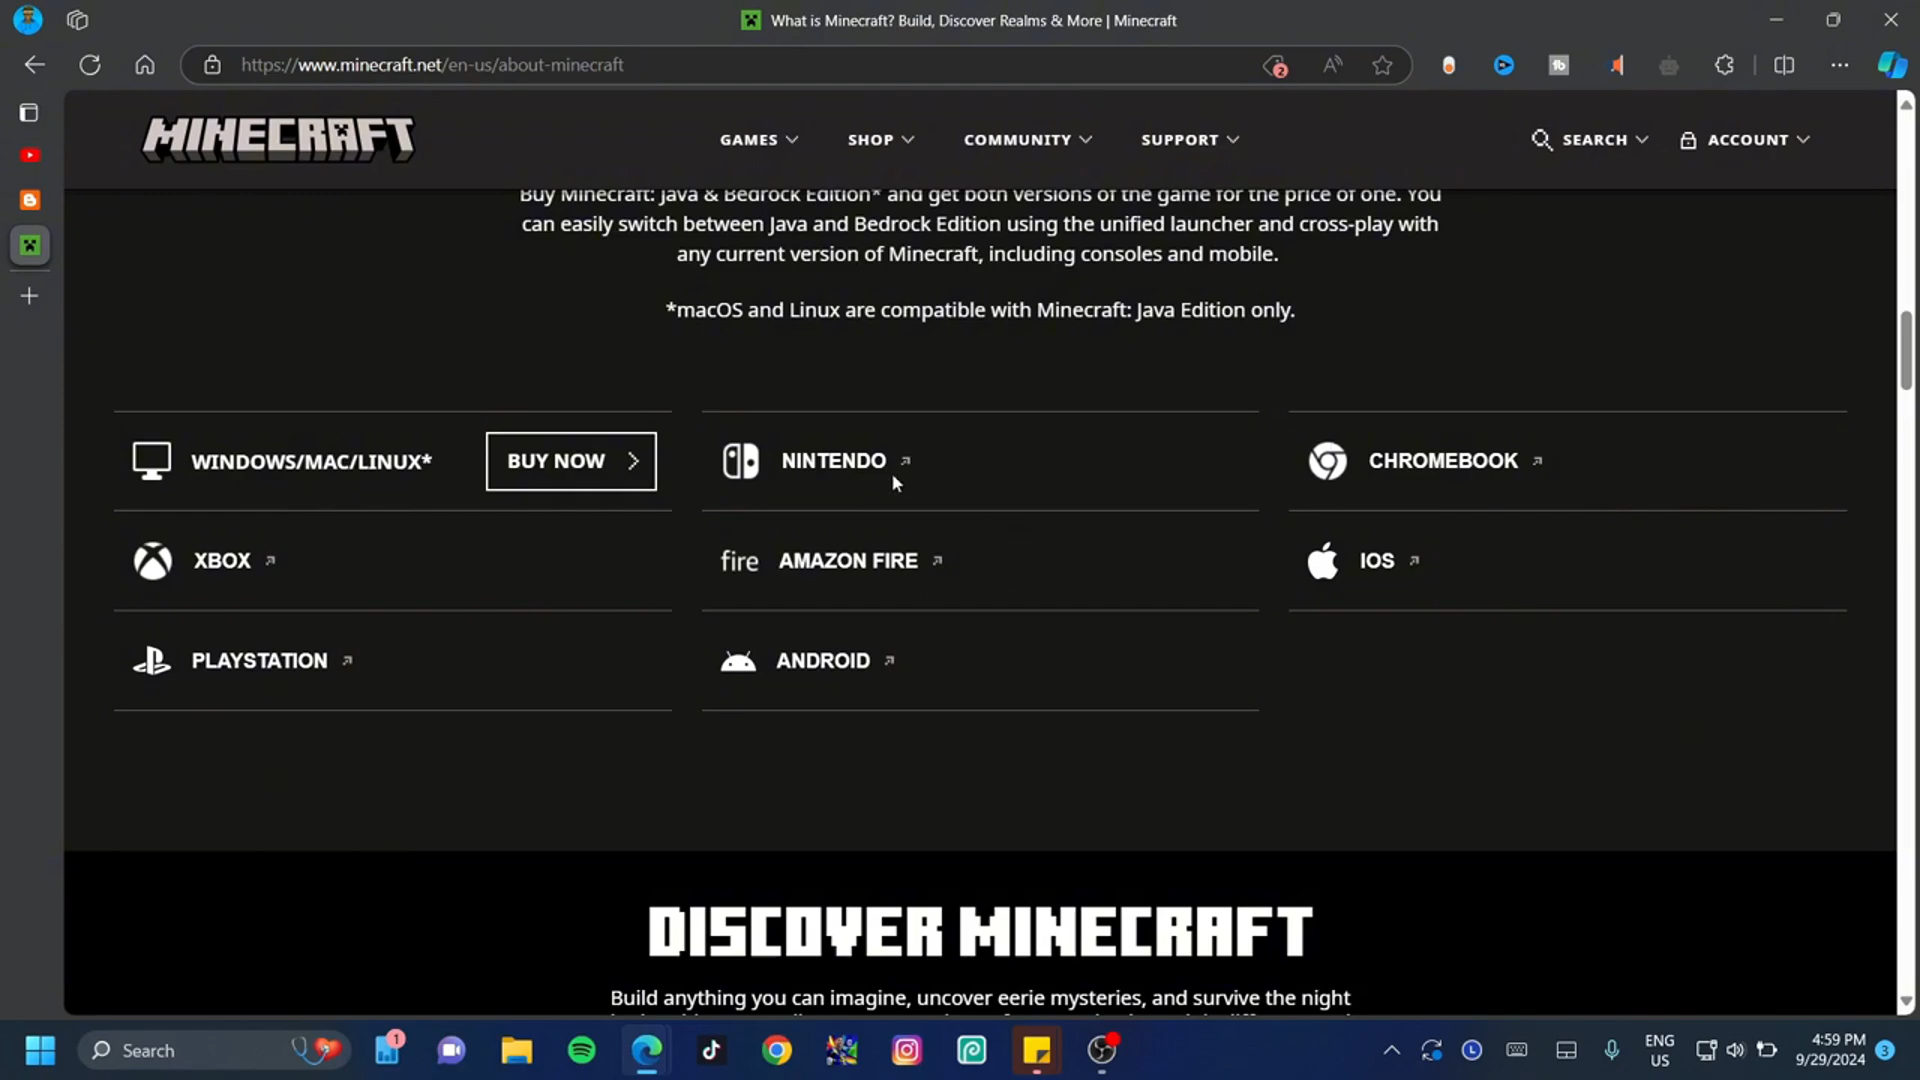 What is Minecraft? Build, Discover Realms & More | Minecraft
https://www.minecraft.net/en-us/about-minecraft
2
MINECRAFT
GAMES
SHOP
COMMUNITY
SUPPORT
SEARCH
ACCOUNT
Buy Minecraft: Java & Bedrock Edition* and get both versions of the game for the price of one. You
can easily switch between Java and Bedrock Edition using the unified launcher and cross-play with
any current version of Minecraft, including consoles and mobile.
*macOS and Linux are compatible with Minecraft: Java Edition only.
WINDOWS/MAC/LINUX*
BUY NOW
NINTENDO
CHROMEBOOK
XBOX
fire AMAZON FIRE
IOS
PLAYSTATION
ANDROID
DISCOVER MINECRAFT
Build anything you can imagine, uncover eerie mysteries, and survive the night
Search
1
ENG
US
4:59 PM
9/29/2024
3